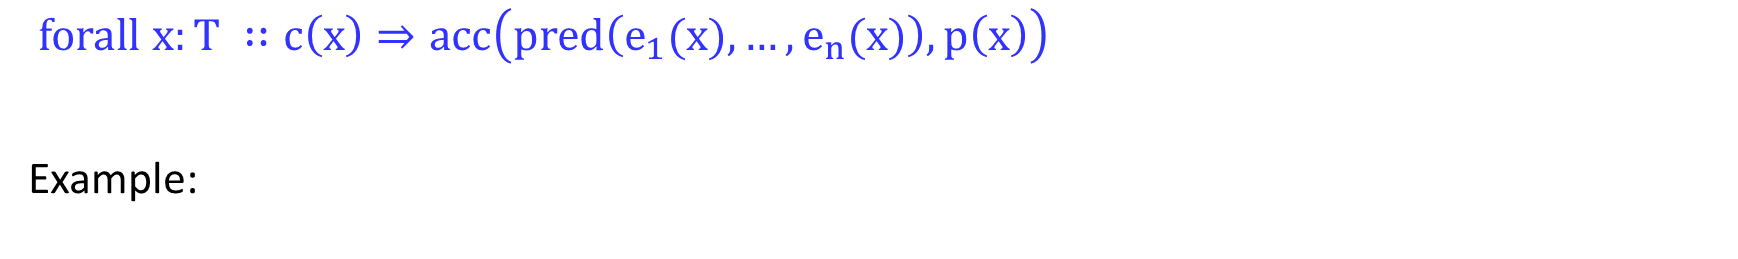 forall x: T :: c(x) ⇒ acc(pred(e₁(x), … , eₙ(x)), p(x))
Example: